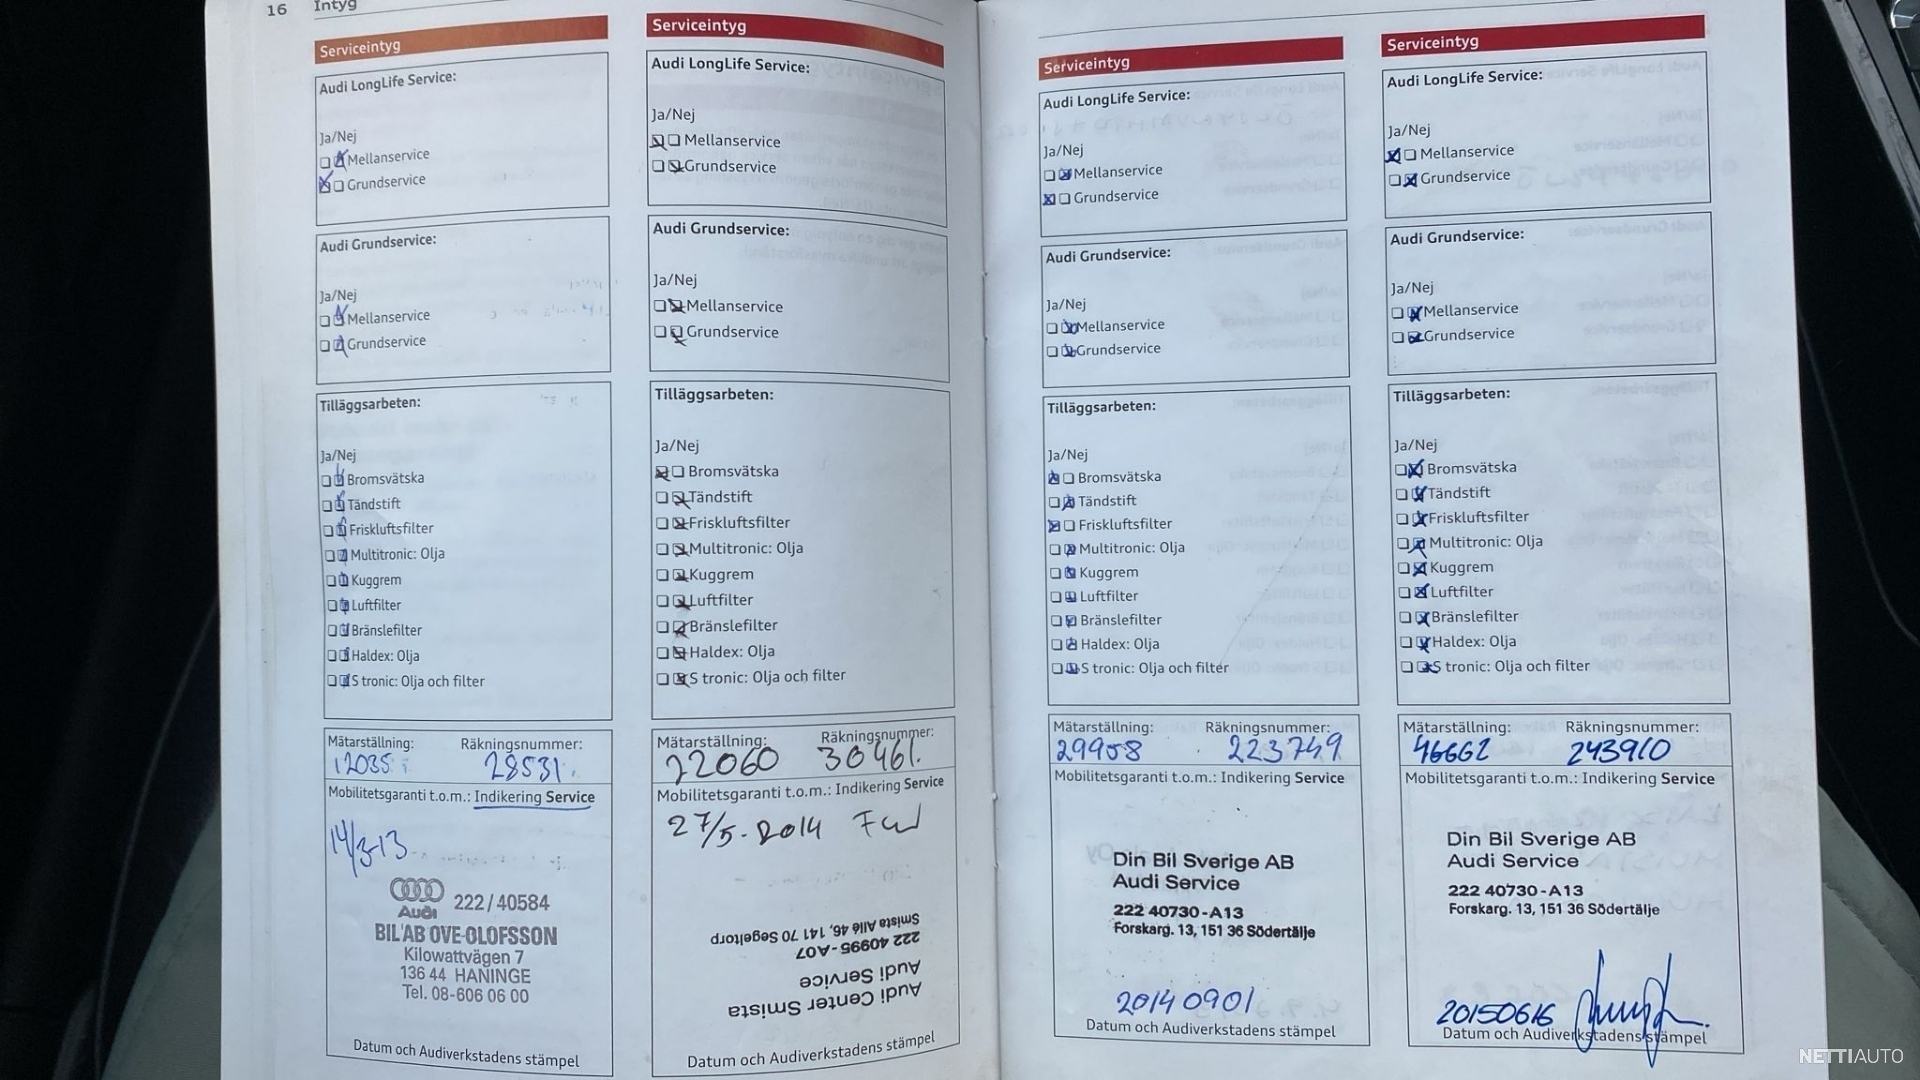 16 Intyg
Serviceintyg
Audi LongLife Service:
Ja/Nej
Mellanservice
Grundservice
Audi Grundservice:
Ja/Nej
Mellanservice
Grundservice
Tilläggsarbeten:
Ja/Nej
Bromsvätska
Tändstift
Friskluftsfilter
Multitronic: Olja
Kuggrem
Luftfilter
Bränslefilter
Haldex: Olja
S tronic: Olja och filter
Mätarställning: Räkningsnummer:
12035 28531.
Mobilitetsgaranti t.o.m.: Indikering Service
14/3-13
Audi 222/40584
BIL'AB OVE OLOFSSON
Kilowattvägen 7
136 44 HANINGE
Tel. 08-606 06 00
Datum och Audiverkstadens stämpel
Serviceintyg
Audi LongLife Service:
Ja/Nej
Mellanservice
Grundservice
Audi Grundservice:
Ja/Nej
Mellanservice
Grundservice
Tilläggsarbeten:
Ja/Nej
Bromsvätska
Tändstift
Friskluftsfilter
Multitronic: Olja
Kuggrem
Luftfilter
Bränslefilter
Haldex: Olja
S tronic: Olja och filter
Mätarställning: Räkningsnummer:
22060 30461.
Mobilitetsgaranti t.o.m.: Indikering Service
27/5-2014
Audi Center Smista
Audi Service
222 40995-A07
Smista Allé 46, 141 70 Segeltorp
Datum och Audiverkstadens stämpel
Serviceintyg
Audi LongLife Service:
Ja/Nej
Mellanservice
Grundservice
Audi Grundservice:
Ja/Nej
Mellanservice
Grundservice
Tilläggsarbeten:
Ja/Nej
Bromsvätska
Tändstift
Friskluftsfilter
Multitronic: Olja
Kuggrem
Luftfilter
Bränslefilter
Haldex: Olja
S tronic: Olja och filter
Mätarställning: Räkningsnummer:
29958 223749
Mobilitetsgaranti t.o.m.: Indikering Service
Din Bil Sverige AB
Audi Service
222 40730-A13
Forskarg. 13, 151 36 Södertälje
20140901
Datum och Audiverkstadens stämpel
Serviceintyg
Audi LongLife Service:
Ja/Nej
Mellanservice
Grundservice
Audi Grundservice:
Ja/Nej
Mellanservice
Grundservice
Tilläggsarbeten:
Ja/Nej
Bromsvätska
Tändstift
Friskluftsfilter
Multitronic: Olja
Kuggrem
Luftfilter
Bränslefilter
Haldex: Olja
S tronic: Olja och filter
Mätarställning: Räkningsnummer:
46662 243910
Mobilitetsgaranti t.o.m.: Indikering Service
Din Bil Sverige AB
Audi Service
222 40730-A13
Forskarg. 13, 151 36 Södertälje
20150616
Datum och Audiverkstadens stämpel
NETTIAUTO